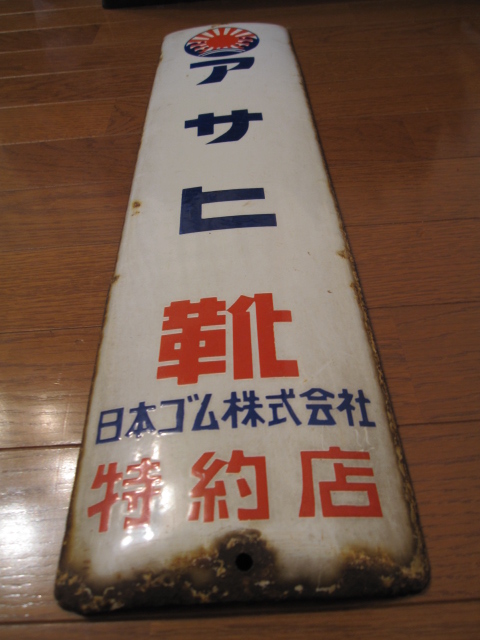 アサヒ
靴
日本ゴム株式会社
特約店